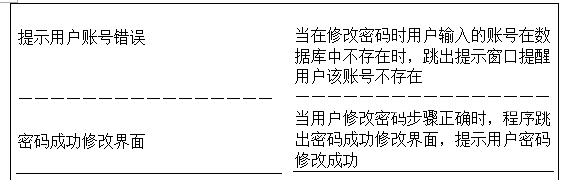 提示用户账号错误
当在修改密码时用户输入的账号在数
据库中不存在时，跳出提示窗口提醒
用户该账号不存在
密码成功修改界面
当用户修改密码步骤正确时，程序跳
出密码成功修改界面，提示用户密码
修改成功